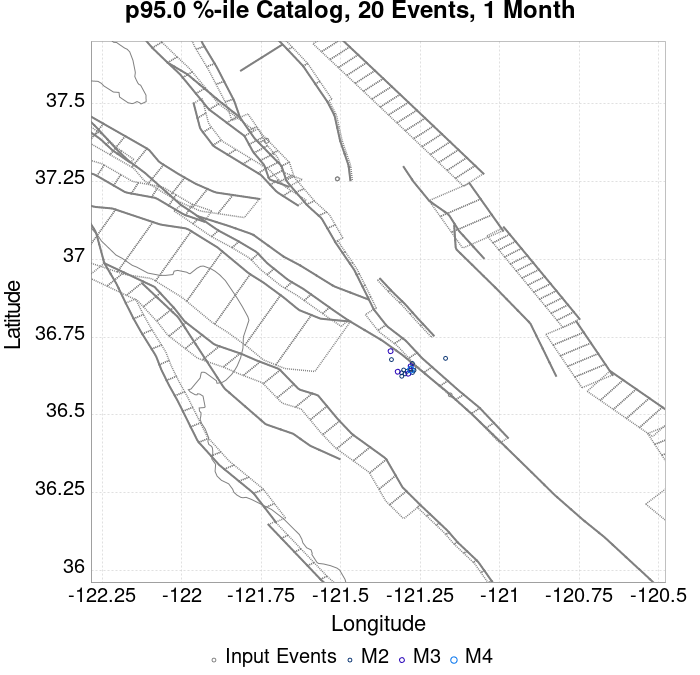 p95.0 %-ile Catalog, 20 Events, 1 Month
37.5
37.25
37
36.75
36.5
36.25
36
Latitude
-122.25 -122 -121.75 -121.5 -121.25 -121 -120.75 -120.5
Longitude
Input Events M2 M3 M4